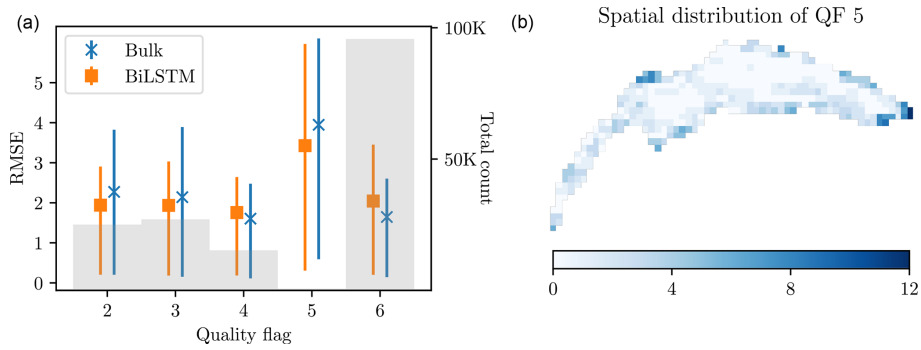 (a)
Bulk
BiLSTM
RMSE
0
1
2
3
4
5
2
3
4
5
6
Quality flag
100K
50K
Total count
(b)
Spatial distribution of QF 5
0
4
8
12